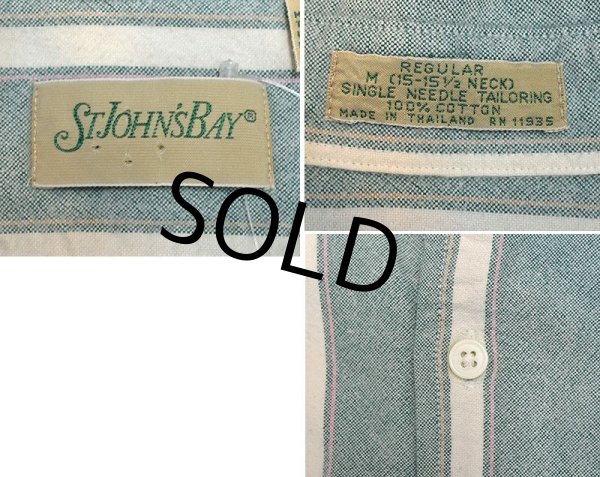 ST. JOHN'S BAY®
REGULAR
M (15-15½ NECK)
SINGLE NEEDLE TAILORING
100% COTTON
MADE IN THAILAND RN 11935
SOLD